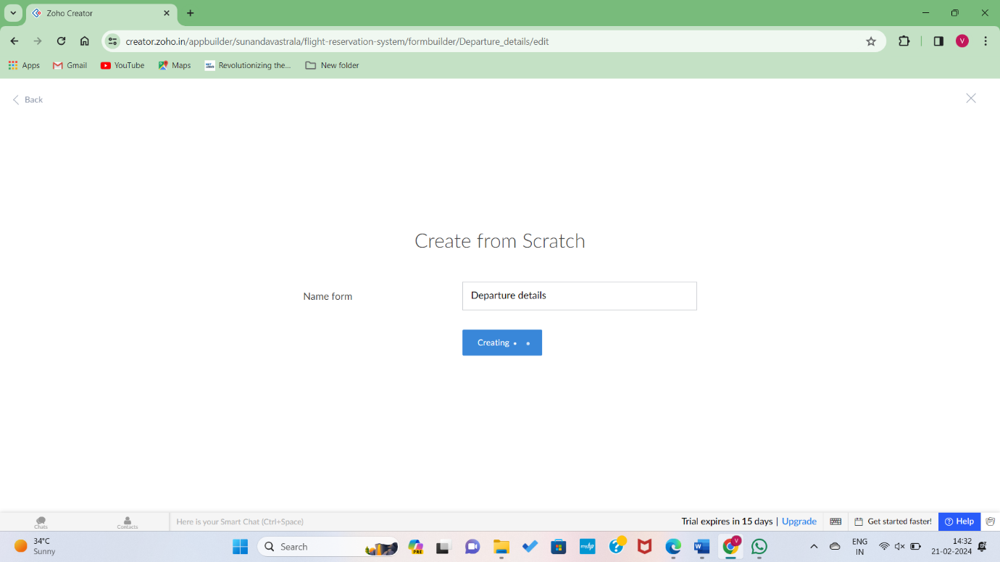 Zoho Creator
creator.zoho.in/appbuilder/sunandavastrala/flight-reservation-system/formbuilder/Departure_details/edit
V
Apps Gmail YouTube Maps Revolutionizing the... New folder
Back
Create from Scratch
Name form Departure details
Creating
Chats Contacts Here is your Smart Chat (Ctrl+Space) Trial expires in 15 days | Upgrade Get started faster! Help
34°C
Sunny
Search
PRE
myhp
V
ENG
IN
14:32
21-02-2024